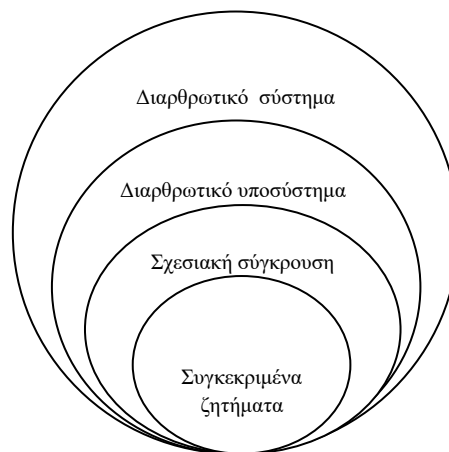 Διαρθρωτικό σύστημα
Διαρθρωτικό υποσύστημα
Σχεσιακή σύγκρουση
Συγκεκριμένα
ζητήματα